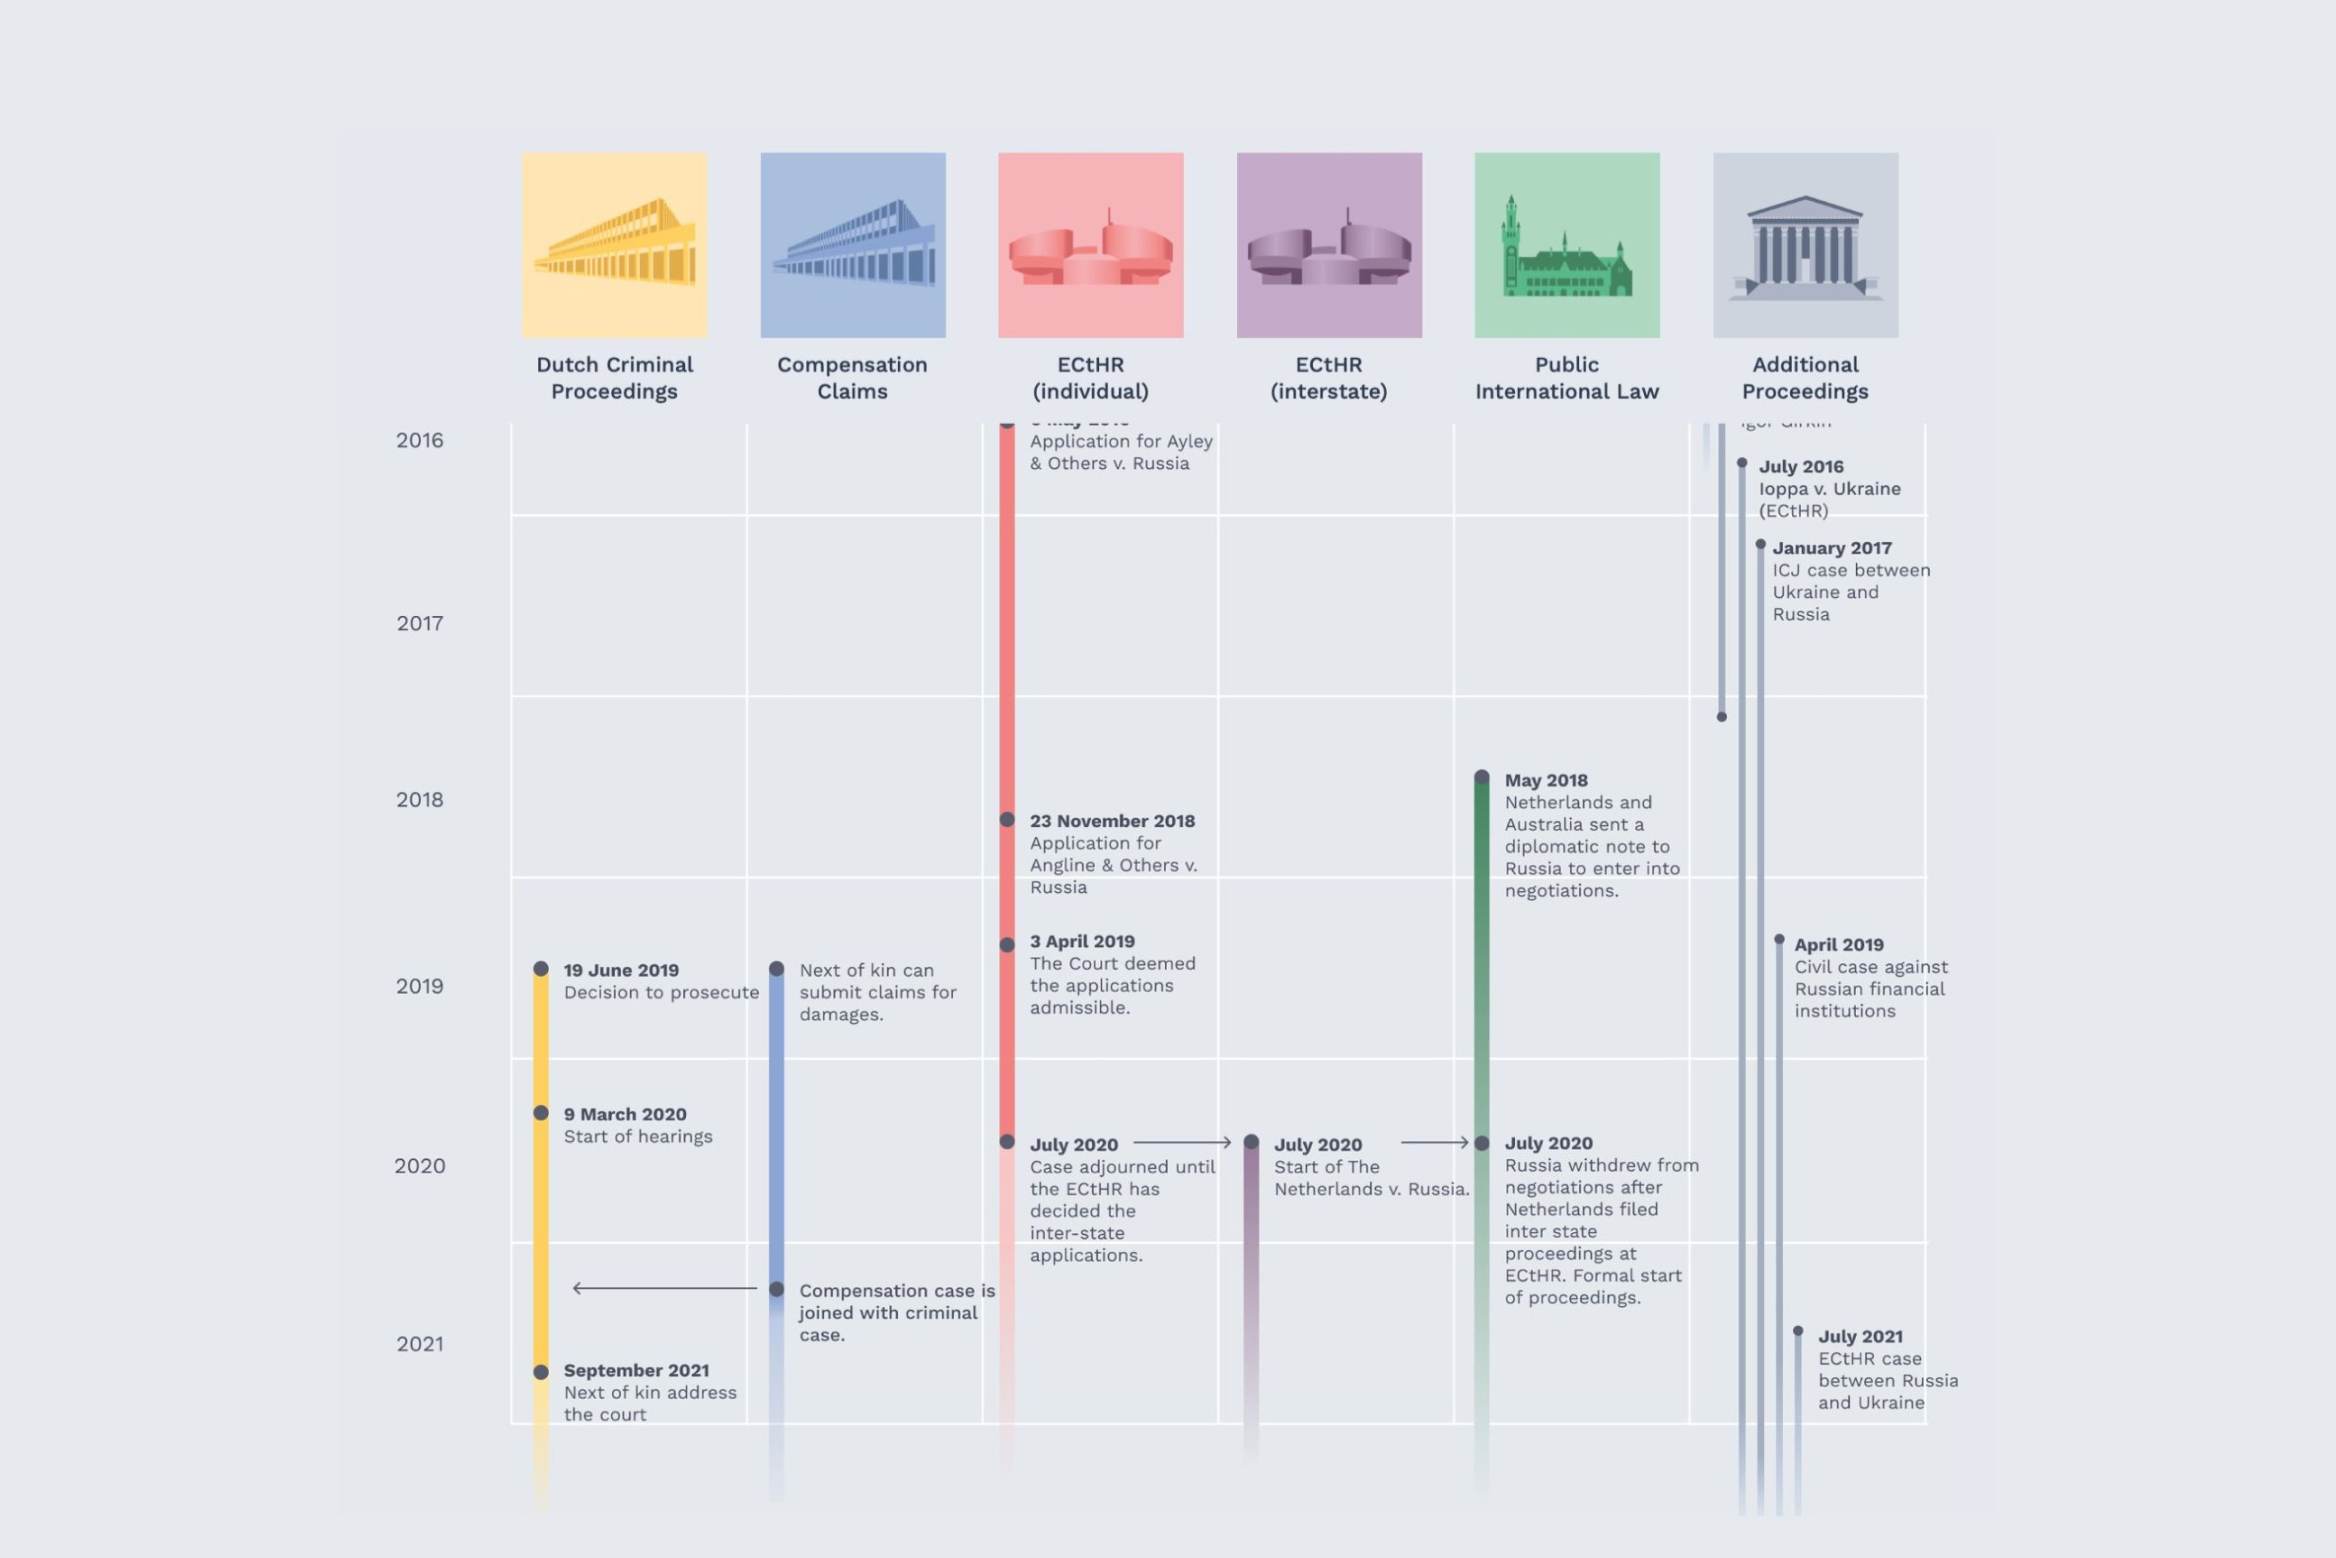 Dutch Criminal
Proceedings
Compensation
Claims
ECtHR
(individual)
ECtHR
(interstate)
Public
International Law
Additional
Proceedings
2016
Application for Ayley
& Others v. Russia
July 2016
Ioppa v. Ukraine
(ECtHR)
January 2017
ICJ case between
Ukraine and
Russia
2017
2018
May 2018
Netherlands and
Australia sent a
diplomatic note to
Russia to enter into
negotiations.
23 November 2018
Application for
Angline & Others v.
Russia
2019
19 June 2019
Decision to prosecute
Next of kin can
submit claims for
damages.
3 April 2019
The Court deemed
the applications
admissible.
April 2019
Civil case against
Russian financial
institutions
2020
9 March 2020
Start of hearings
July 2020
Case adjourned until
the ECtHR has
decided the
inter-state
applications.
July 2020
Start of The
Netherlands v. Russia.
July 2020
Russia withdrew from
negotiations after
Netherlands filed
inter state
proceedings at
ECtHR. Formal start
of proceedings.
2021
Compensation case is
joined with criminal
case.
September 2021
Next of kin address
the court
July 2021
ECtHR case
between Russia
and Ukraine